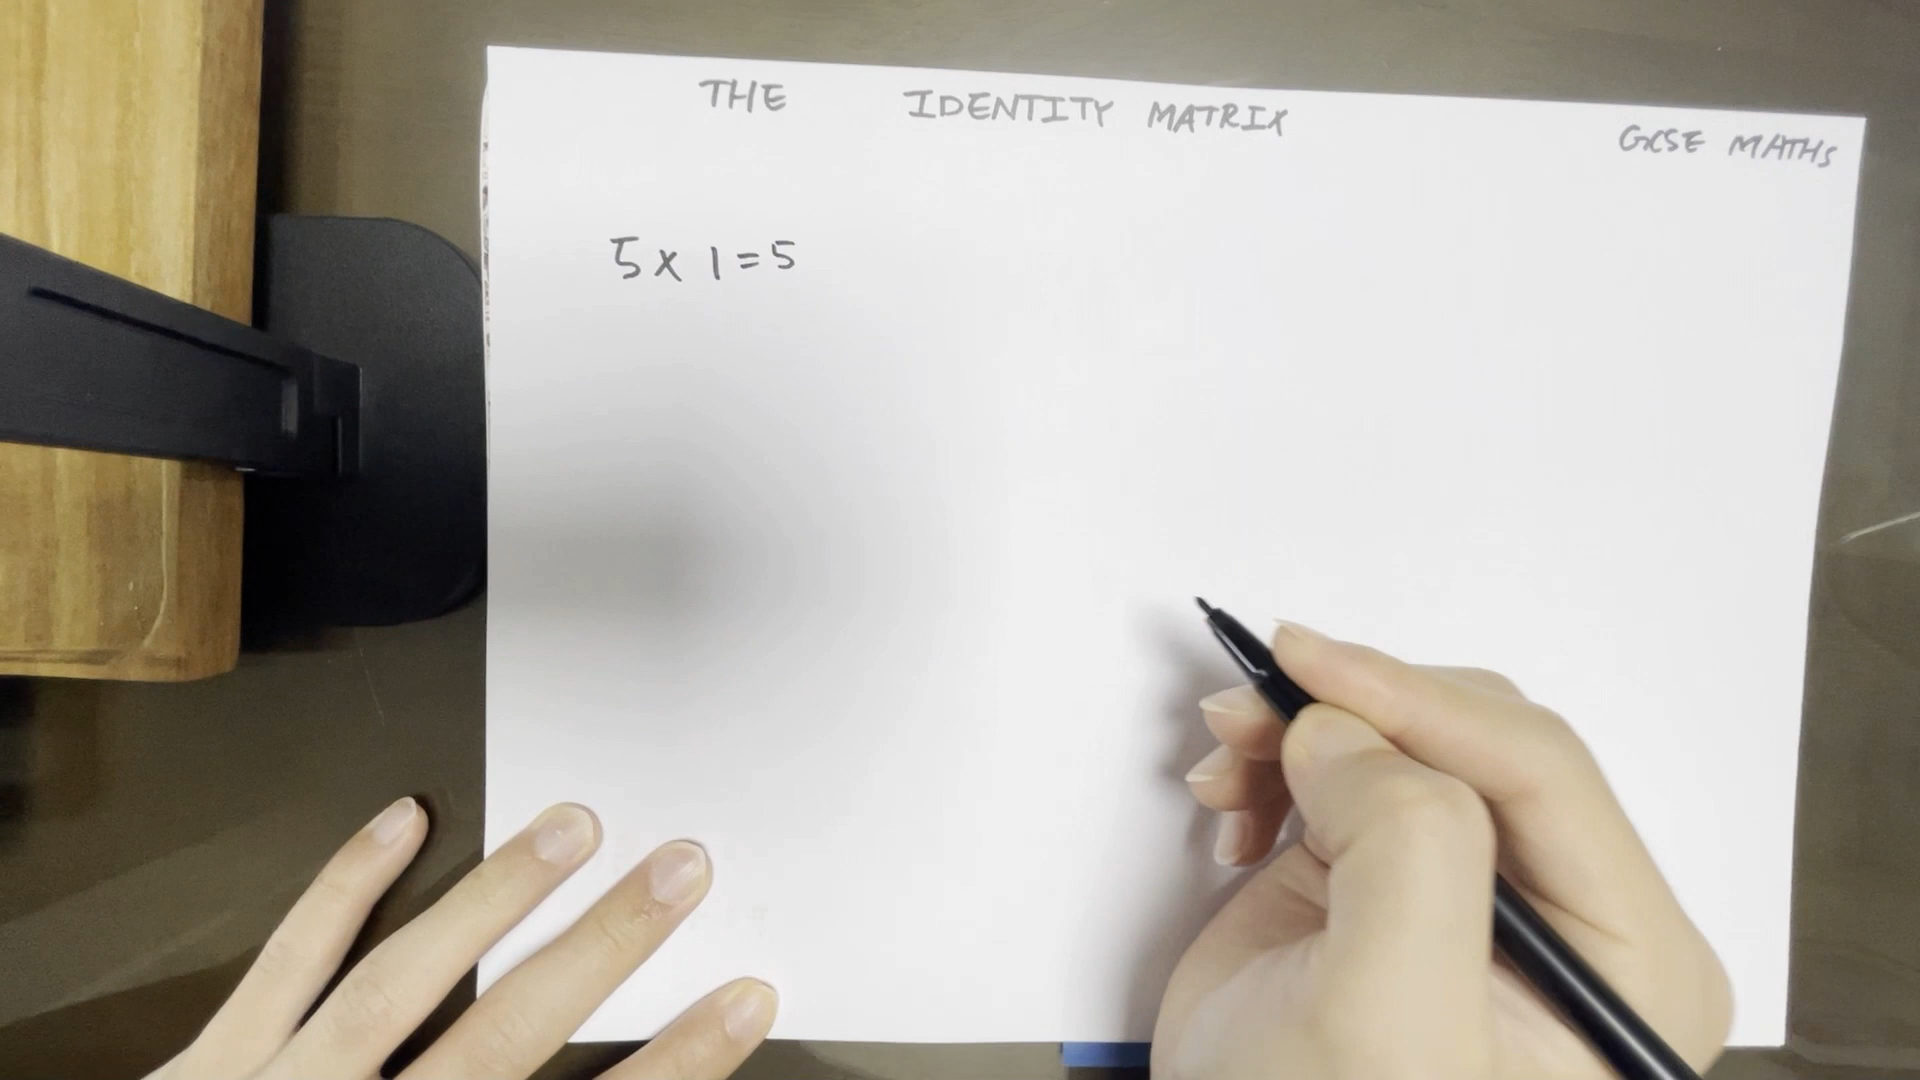 THE IDENTITY MATRIX
GCSE MATHS
5 x 1 = 5